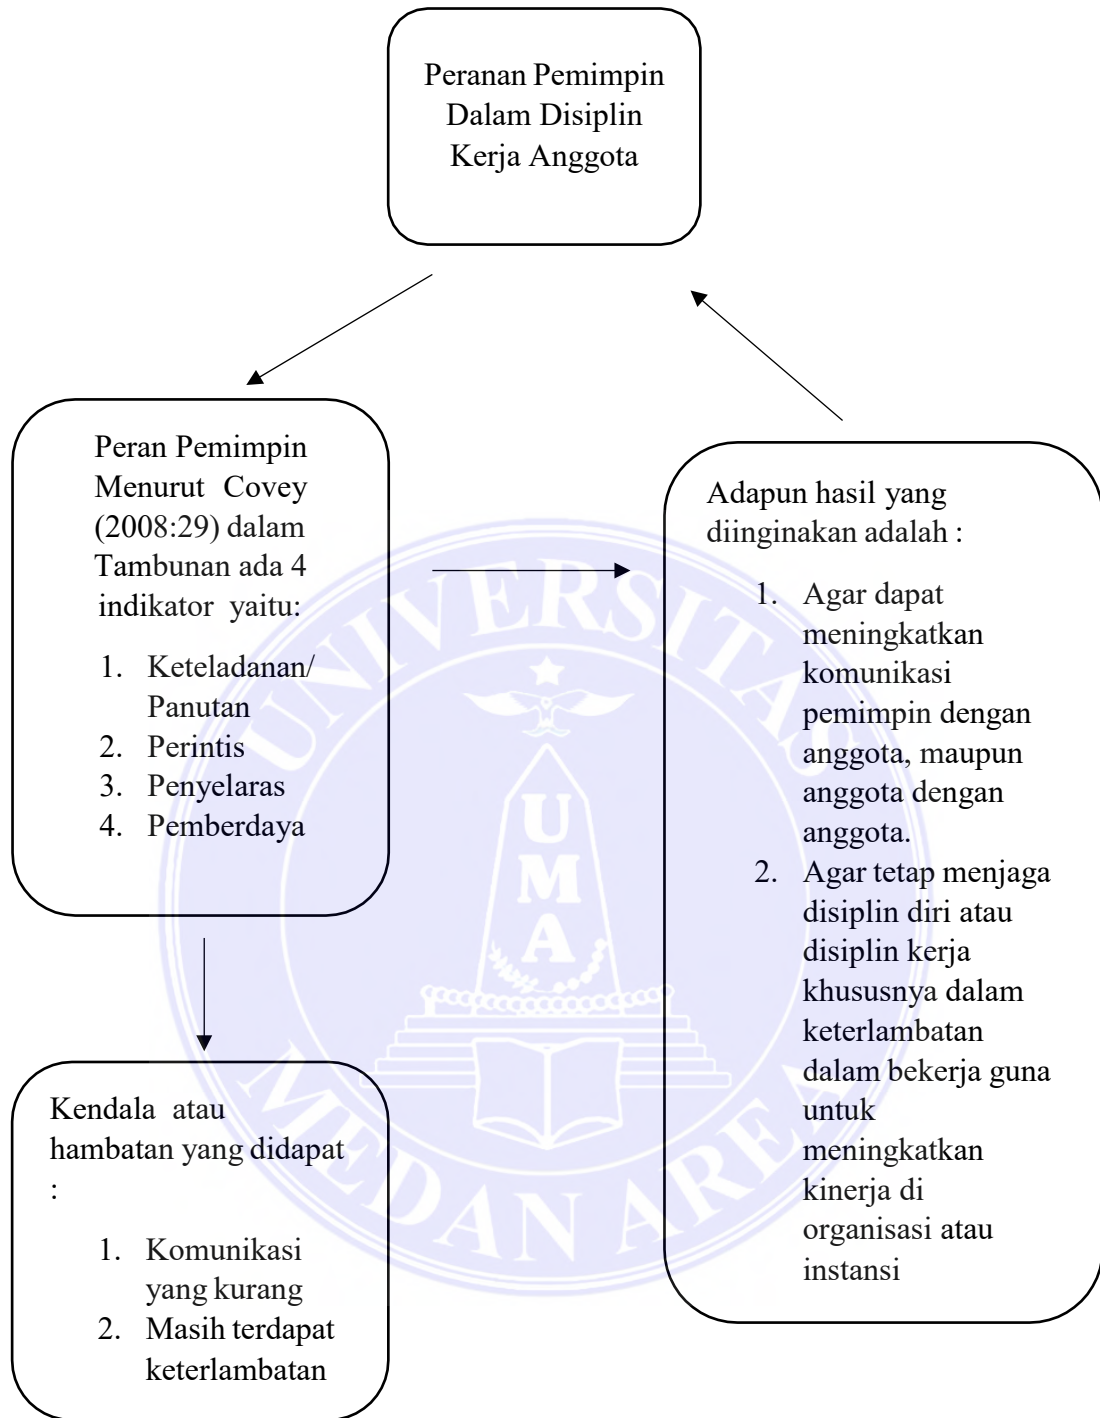 Peranan Pemimpin
Dalam Disiplin
Kerja Anggota
Peran Pemimpin
Menurut Covey
(2008:29) dalam
Tambunan ada 4
indikator yaitu:
1. Keteladanan/
Panutan
2. Perintis
3. Penyelaras
4. Pemberdaya
Adapun hasil yang
diinginakan adalah :
1. Agar dapat
meningkatkan
komunikasi
pemimpin dengan
anggota, maupun
anggota dengan
anggota.
2. Agar tetap menjaga
disiplin diri atau
disiplin kerja
khususnya dalam
keterlambatan
dalam bekerja guna
untuk
meningkatkan
kinerja di
organisasi atau
instansi
Kendala atau
hambatan yang didapat
:
1. Komunikasi
yang kurang
2. Masih terdapat
keterlambatan
UNIVERSITAS
UMA
MEDAN AREA